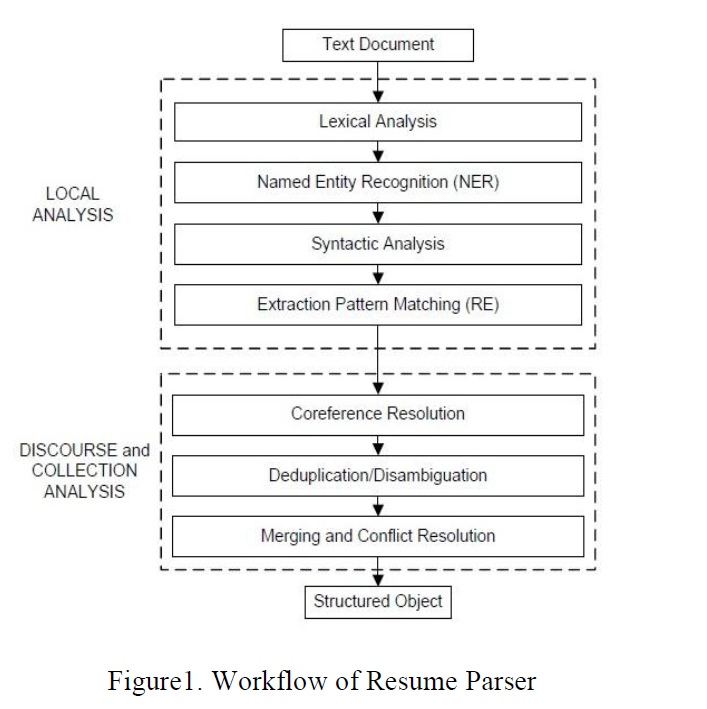 Text Document
Lexical Analysis
Named Entity Recognition (NER)
LOCAL
ANALYSIS
Syntactic Analysis
Extraction Pattern Matching (RE)
Coreference Resolution
DISCOURSE and
COLLECTION
ANALYSIS
Deduplication/Disambiguation
Merging and Conflict Resolution
Structured Object
Figure1. Workflow of Resume Parser